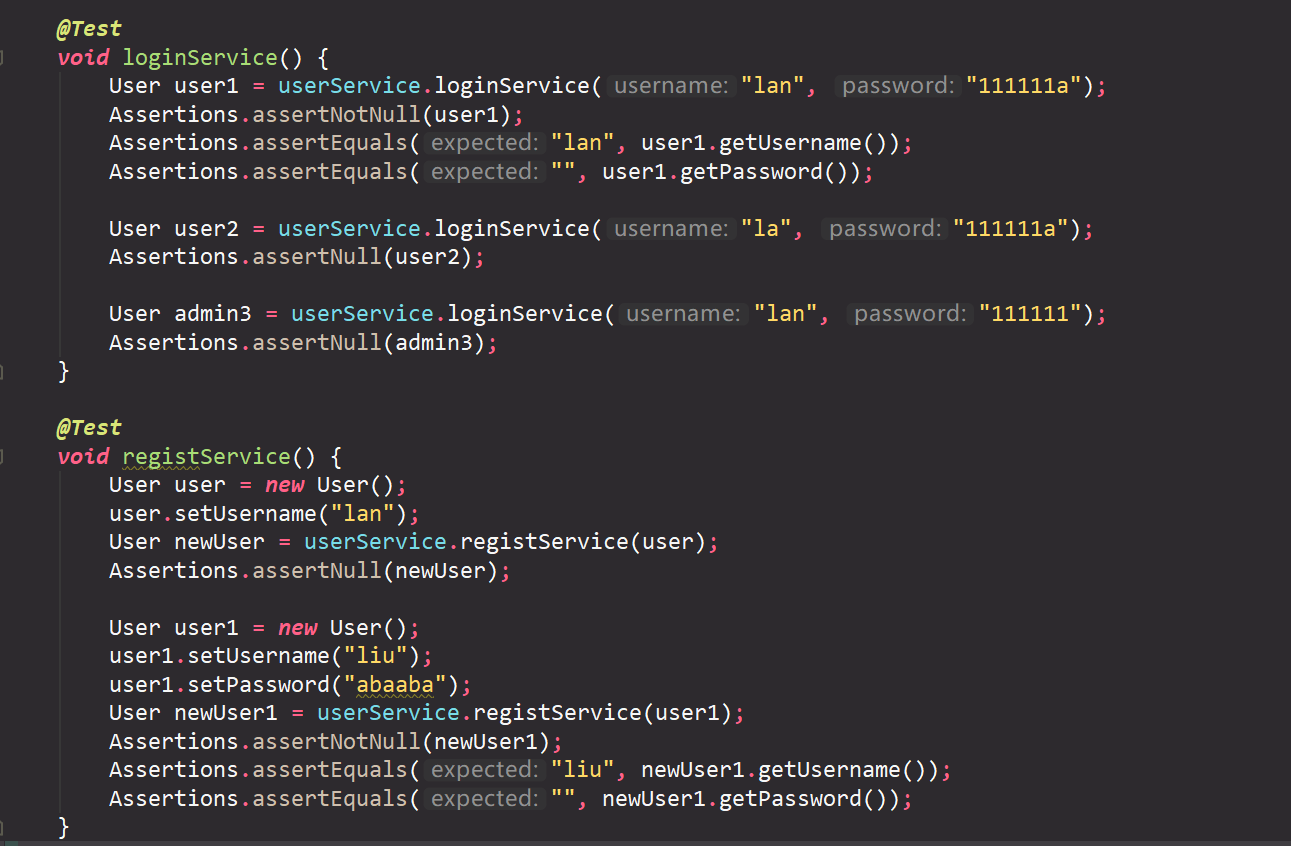 @Test
void loginService() {
User user1 = userService.loginService( username: "lan", password: "111111a");
Assertions.assertNotNull(user1);
Assertions.assertEquals( expected: "lan", user1.getUsername());
Assertions.assertEquals( expected: "", user1.getPassword());
User user2 = userService.loginService( username: "la", password: "111111a");
Assertions.assertNull(user2);
User admin3 = userService.loginService( username: "lan", password: "111111");
Assertions.assertNull(admin3);
}
@Test
void registService() {
User user = new User();
user.setUsername("lan");
User newUser = userService.registService(user);
Assertions.assertNull(newUser);
User user1 = new User();
user1.setUsername("liu");
user1.setPassword("abaaba");
User newUser1 = userService.registService(user1);
Assertions.assertNotNull(newUser1);
Assertions.assertEquals( expected: "liu", newUser1.getUsername());
Assertions.assertEquals( expected: "", newUser1.getPassword());
}